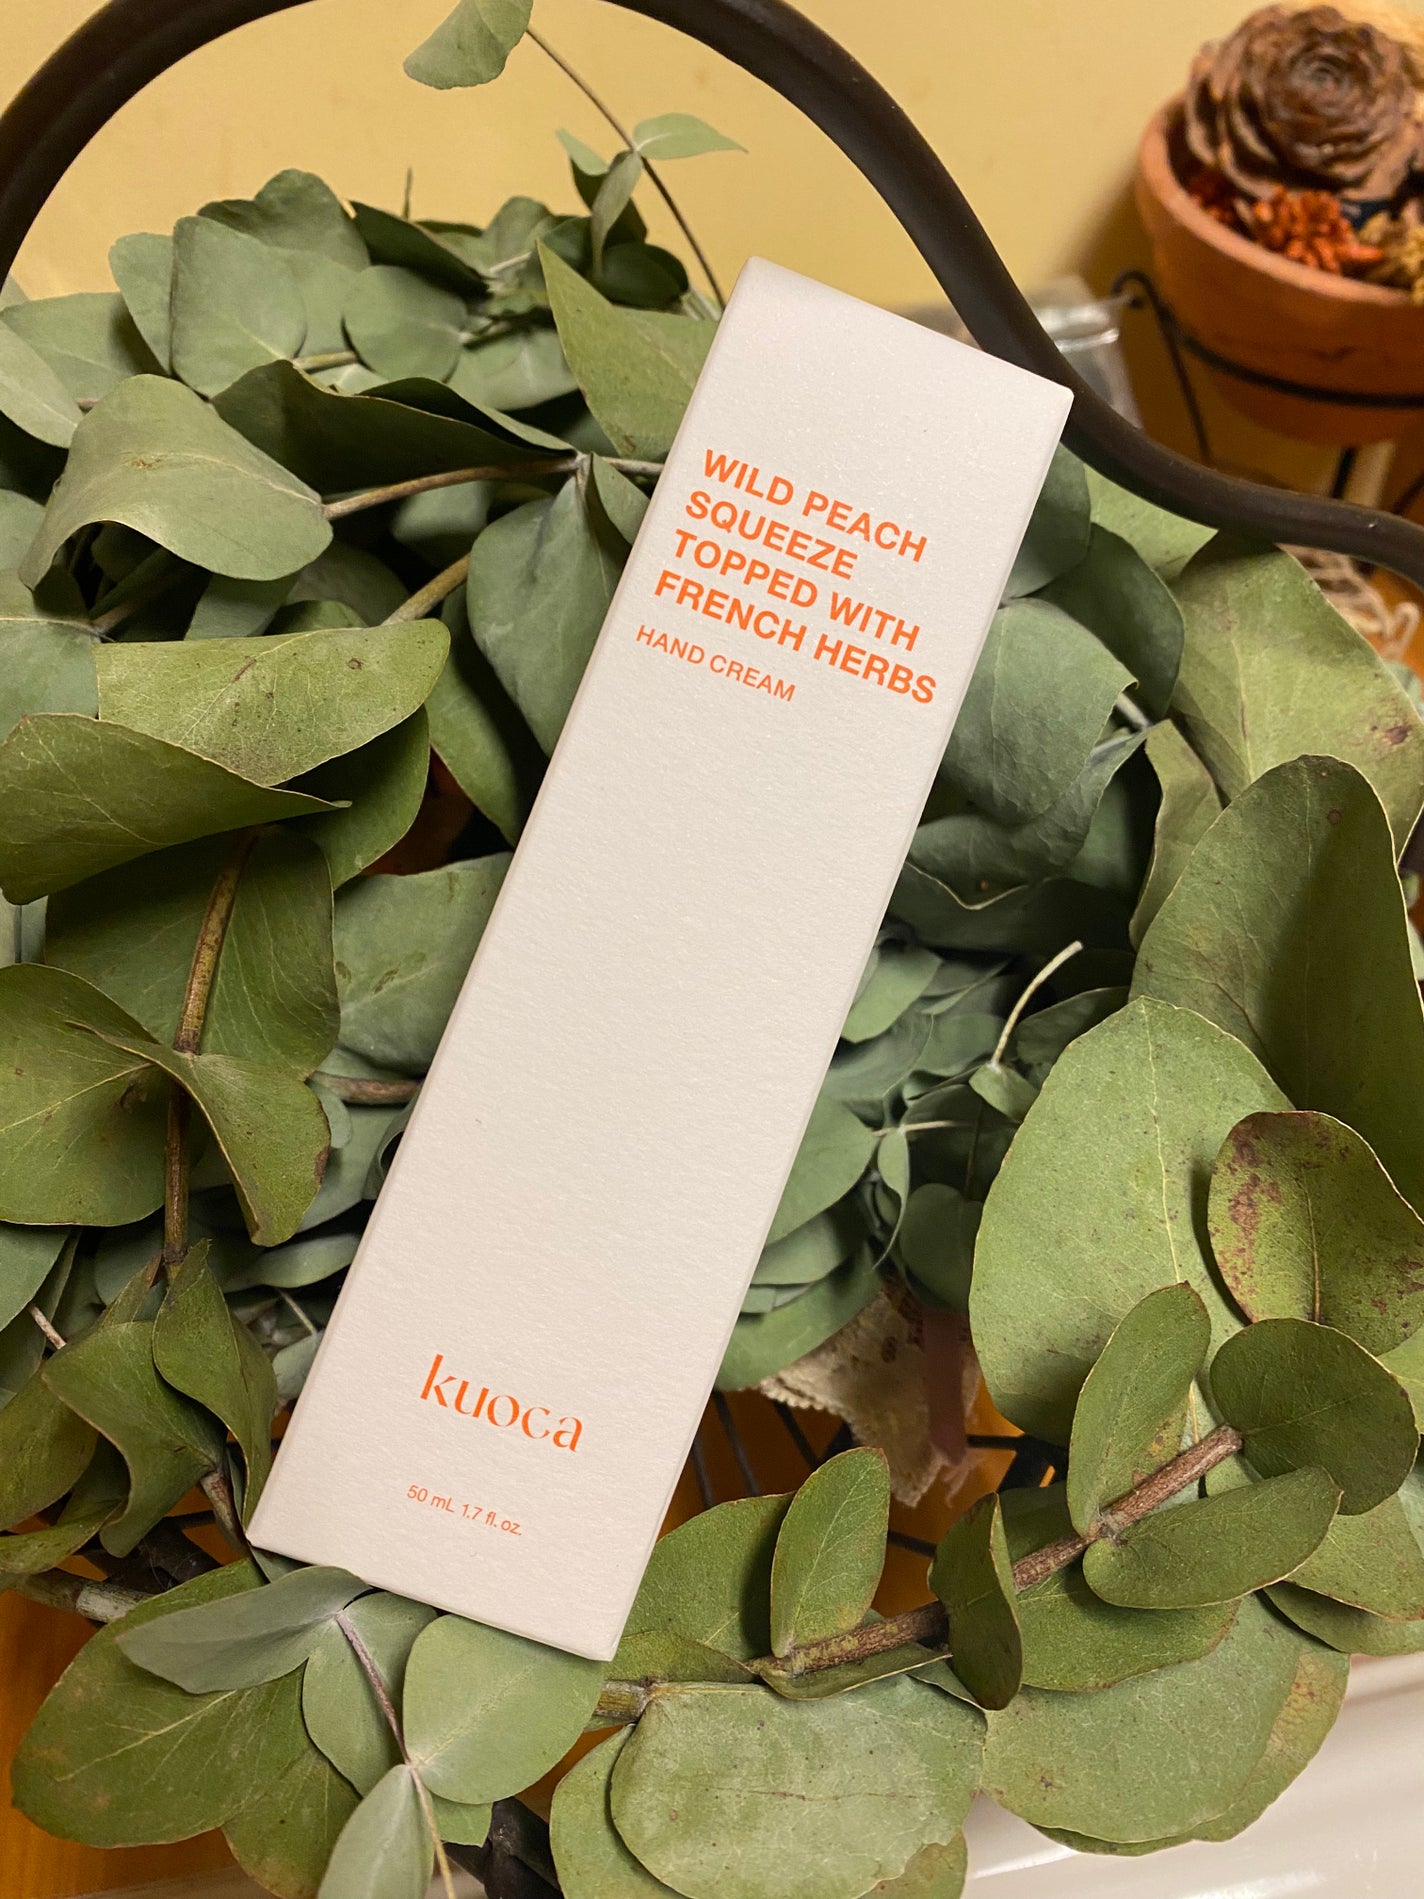 WILD PEACH
SQUEEZE
TOPPED WITH
FRENCH HERBS
HAND CREAM
kuoca
50 mL 1.7 fl. oz.